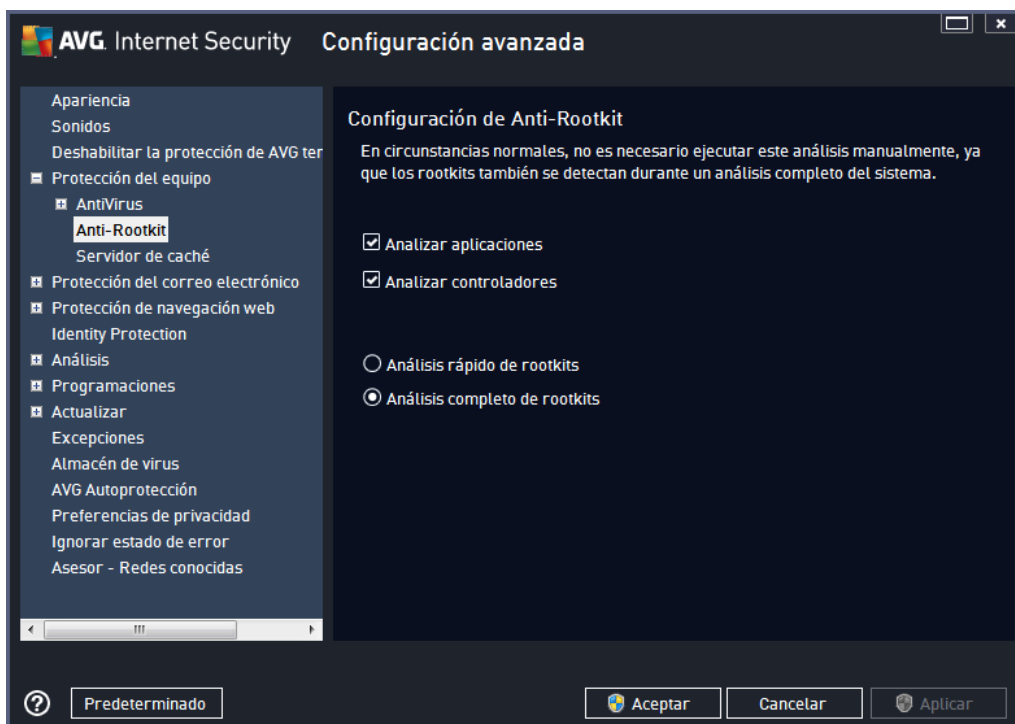 AVG. Internet Security Configuración avanzada
Apariencia
Sonidos
Deshabilitar la protección de AVG ter
Protección del equipo
AntiVirus
Anti-Rootkit
Servidor de caché
Protección del correo electrónico
Protección de navegación web
Identity Protection
Análisis
Programaciones
Actualizar
Excepciones
Almacén de virus
AVG Autoprotección
Preferencias de privacidad
Ignorar estado de error
Asesor - Redes conocidas
Configuración de Anti-Rootkit
En circunstancias normales, no es necesario ejecutar este análisis manualmente, ya
que los rootkits también se detectan durante un análisis completo del sistema.
Analizar aplicaciones
Analizar controladores
Análisis rápido de rootkits
Análisis completo de rootkits
Predeterminado
Aceptar
Cancelar
Aplicar